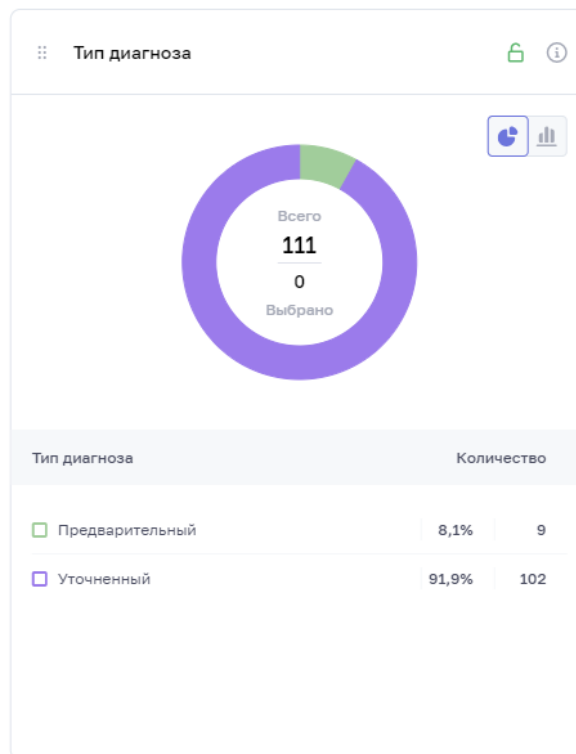 Тип диагноза
Всего
111
0
Выбрано
Тип диагноза Количество
Предварительный 8,1% 9
Уточненный 91,9% 102